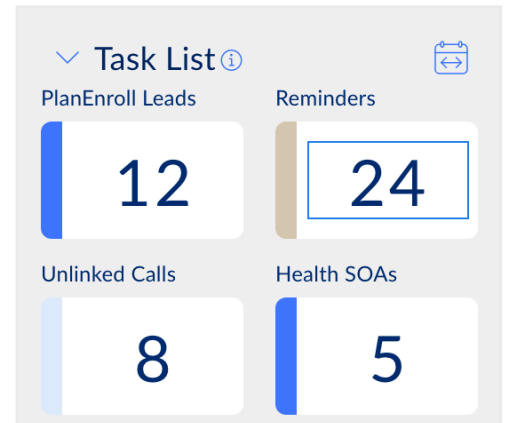 Task List
PlanEnroll Leads
Reminders
12
24
Unlinked Calls
Health SOAs
8
5